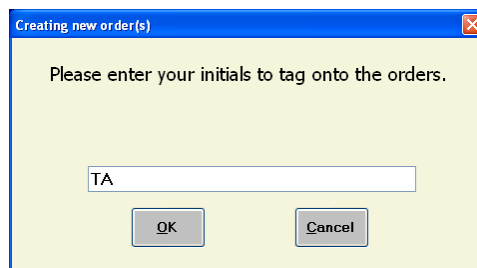 Creating new order(s)
Please enter your initials to tag onto the orders.
TA
OK Cancel